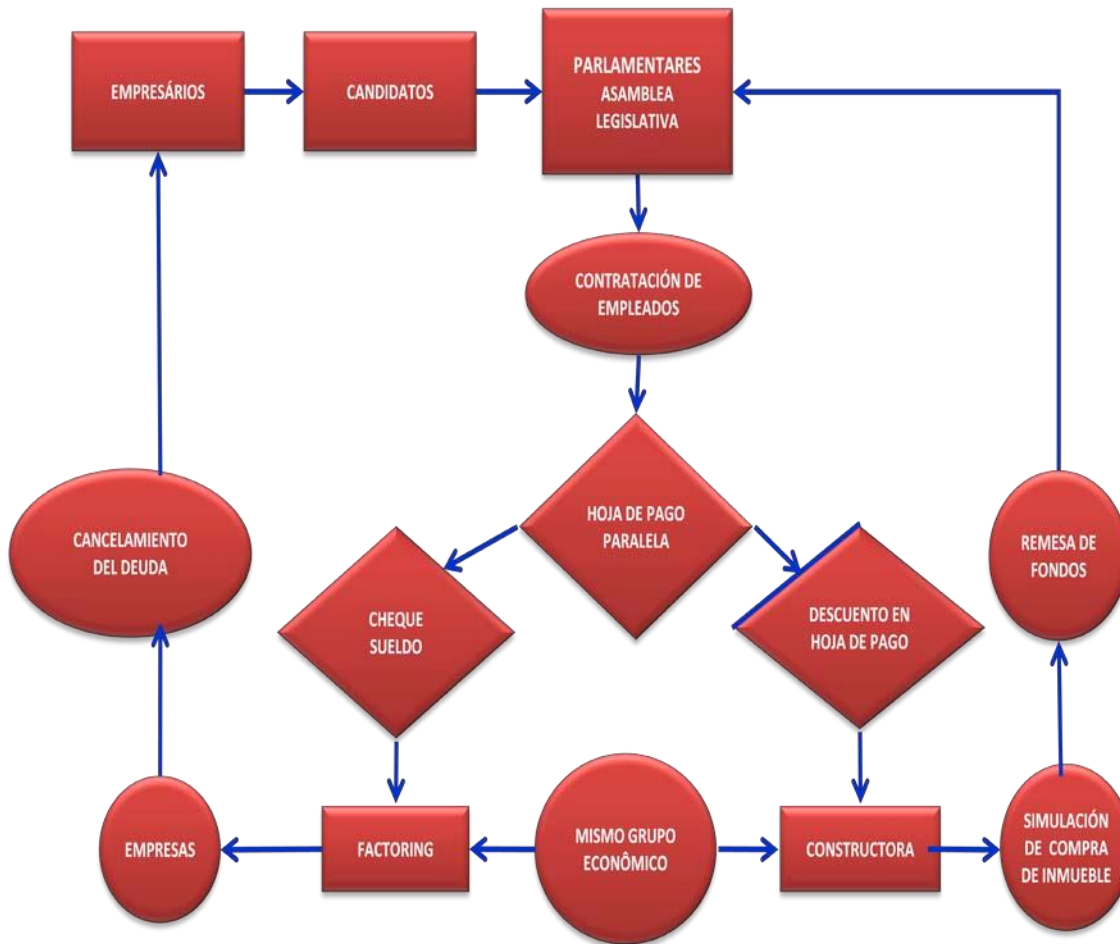 EMPRESÁRIOS
CANDIDATOS
PARLAMENTARES
ASAMBLEA
LEGISLATIVA
CONTRATACIÓN DE
EMPLEADOS
HOJA DE PAGO
PARALELA
CANCELAMIENTO
DEL DEUDA
REMESA DE
FONDOS
CHEQUE
SUELDO
DESCUENTO EN
HOJA DE PAGO
EMPRESAS
FACTORING
MISMO GRUPO
ECONÔMICO
CONSTRUCTORA
SIMULACIÓN
DE COMPRA
DE INMUEBLE